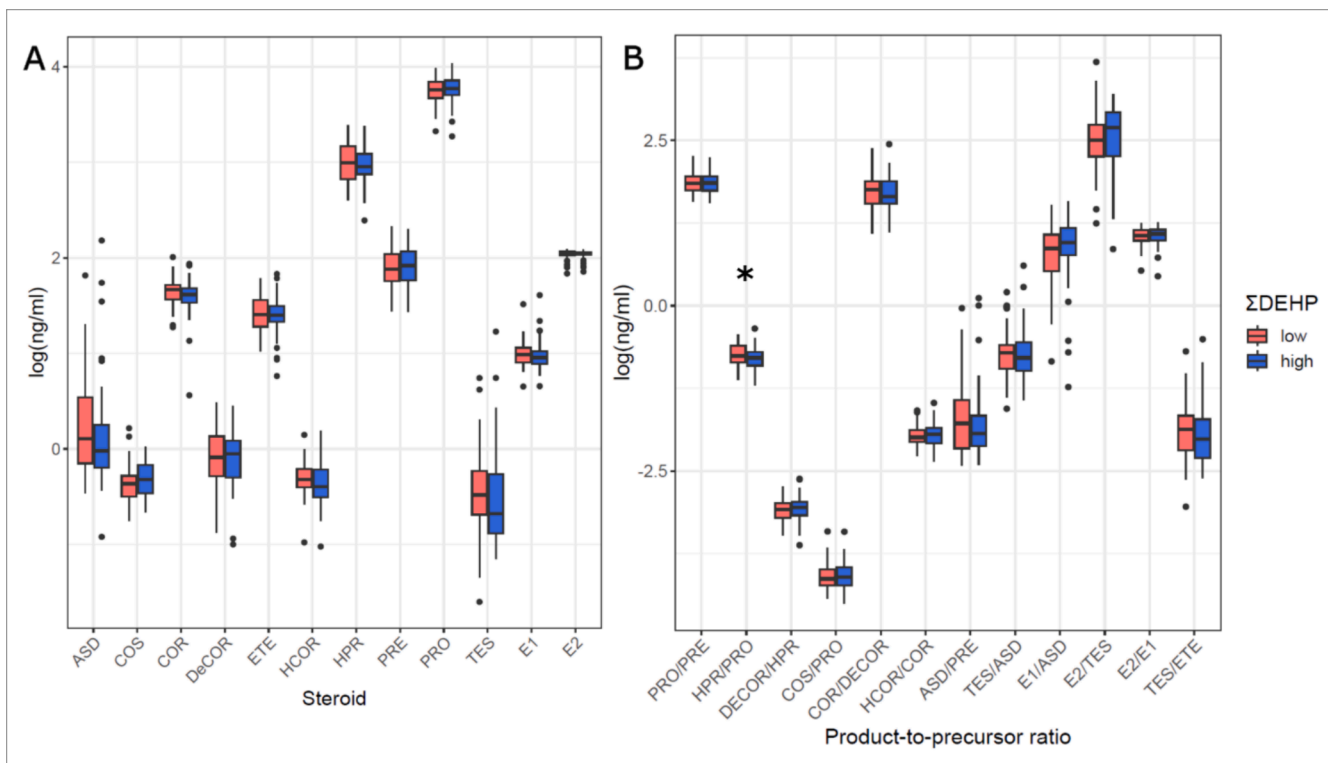 A
4
2
0
log(ng/ml)
ASD
COS
COR
DeCOR
ETE
HCOR
HPR
PRE
PRO
TES
E1
E2
Steroid
B
2.5
0.0
-2.5
log(ng/ml)
*
PRO/PRE
HPR/PRO
DECOR/HPR
COS/PRO
COR/DECOR
HCOR/COR
ASD/PRE
TES/ASD
E1/ASD
E2/TES
E2/E1
TES/ETE
Product-to-precursor ratio
ΣDEHP
low
high